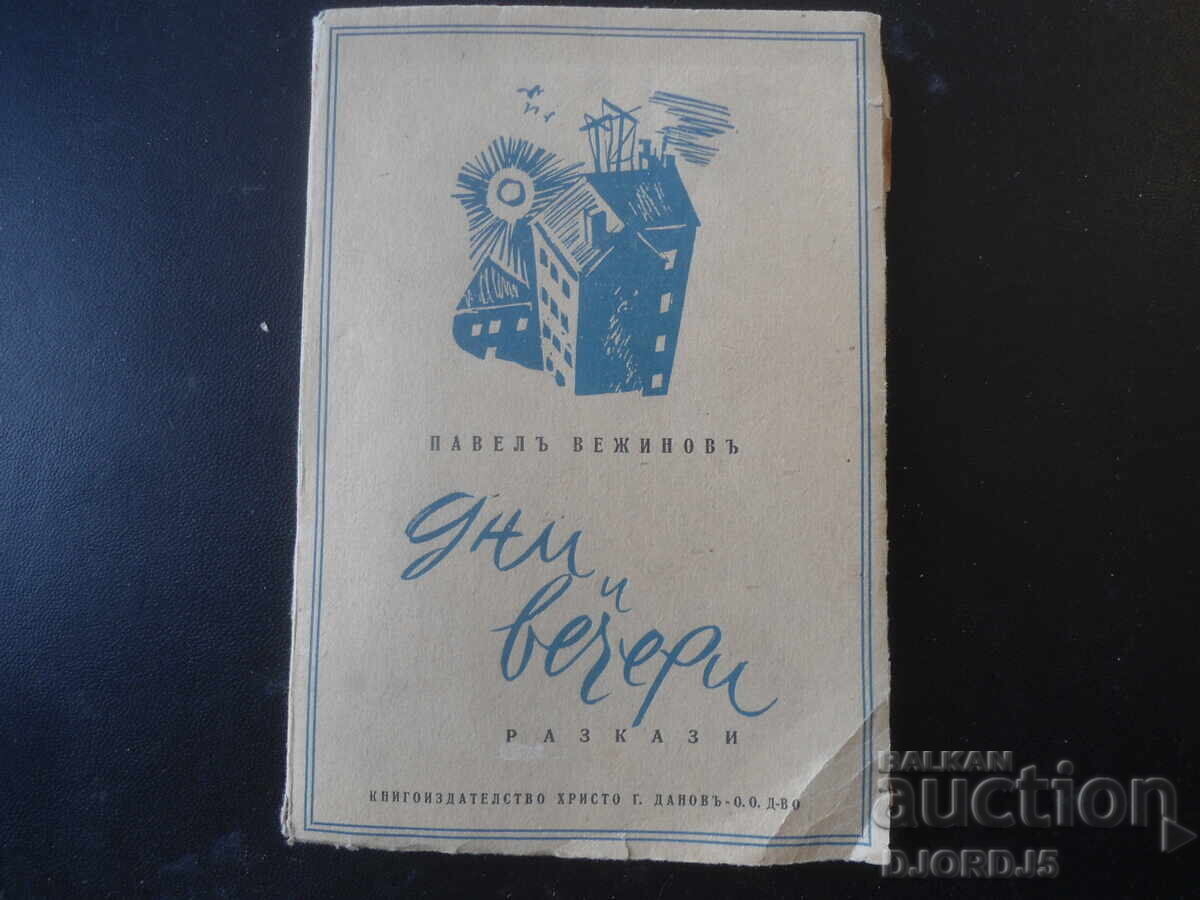 ПАВЕЛЪ ВЕЖИНОВЪ
Дни
и
вечери
РАЗКАЗИ
КНИГОИЗДАТЕЛСТВО ХРИСТО Г. ДАНОВЪ - О.О. Д-ВО
BALKAN
auction
DJORDJ5